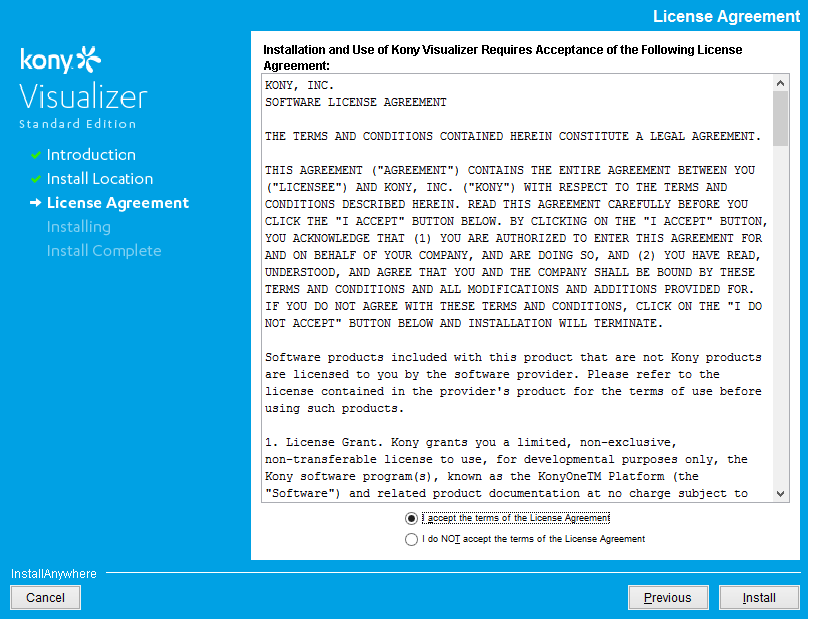 License Agreement
kony
Visualizer
Standard Edition
Introduction
Install Location
License Agreement
Installing
Install Complete
Installation and Use of Kony Visualizer Requires Acceptance of the Following License
Agreement:
KONY, INC.
SOFTWARE LICENSE AGREEMENT
THE TERMS AND CONDITIONS CONTAINED HEREIN CONSTITUTE A LEGAL AGREEMENT.
THIS AGREEMENT ("AGREEMENT") CONTAINS THE ENTIRE AGREEMENT BETWEEN YOU
("LICENSEE") AND KONY, INC. ("KONY") WITH RESPECT TO THE TERMS AND
CONDITIONS DESCRIBED HEREIN. READ THIS AGREEMENT CAREFULLY BEFORE YOU
CLICK THE "I ACCEPT" BUTTON BELOW. BY CLICKING ON THE "I ACCEPT" BUTTON,
YOU ACKNOWLEDGE THAT (1) YOU ARE AUTHORIZED TO ENTER THIS AGREEMENT FOR
AND ON BEHALF OF YOUR COMPANY, AND ARE DOING SO, AND (2) YOU HAVE READ,
UNDERSTOOD, AND AGREE THAT YOU AND THE COMPANY SHALL BE BOUND BY THESE
TERMS AND CONDITIONS AND ALL MODIFICATIONS AND ADDITIONS PROVIDED FOR.
IF YOU DO NOT AGREE WITH THESE TERMS AND CONDITIONS, CLICK ON THE "I DO
NOT ACCEPT" BUTTON BELOW AND INSTALLATION WILL TERMINATE.
Software products included with this product that are not Kony products
are licensed to you by the software provider. Please refer to the
license contained in the provider's product for the terms of use before
using such products.
1. License Grant. Kony grants you a limited, non-exclusive,
non-transferable license to use, for developmental purposes only, the
Kony software program(s), known as the KonyOneTM Platform (the
"Software") and related product documentation at no charge subject to
I accept the terms of the License Agreement
I do NOT accept the terms of the License Agreement
InstallAnywhere
Cancel
Previous
Install